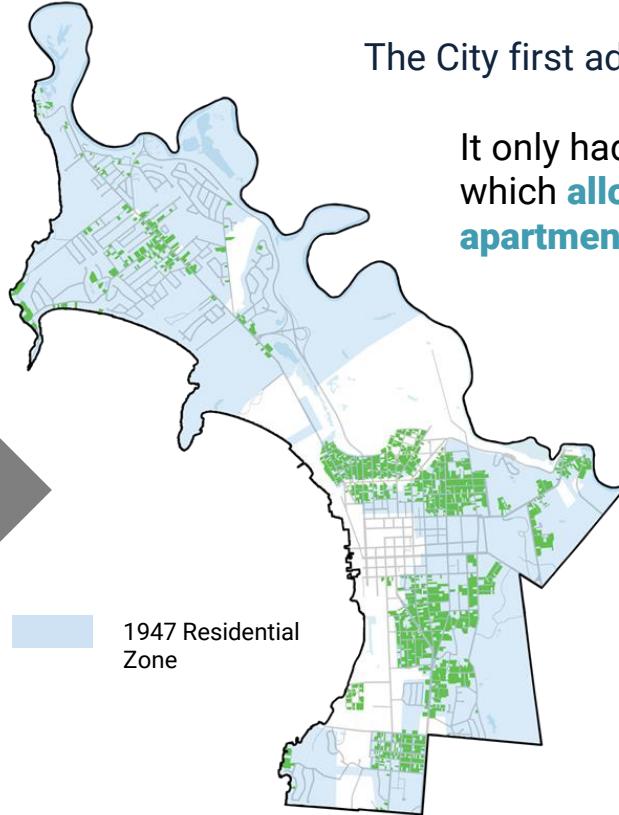 The City first ad
It only had
which allo
apartmen
1947 Residential
Zone